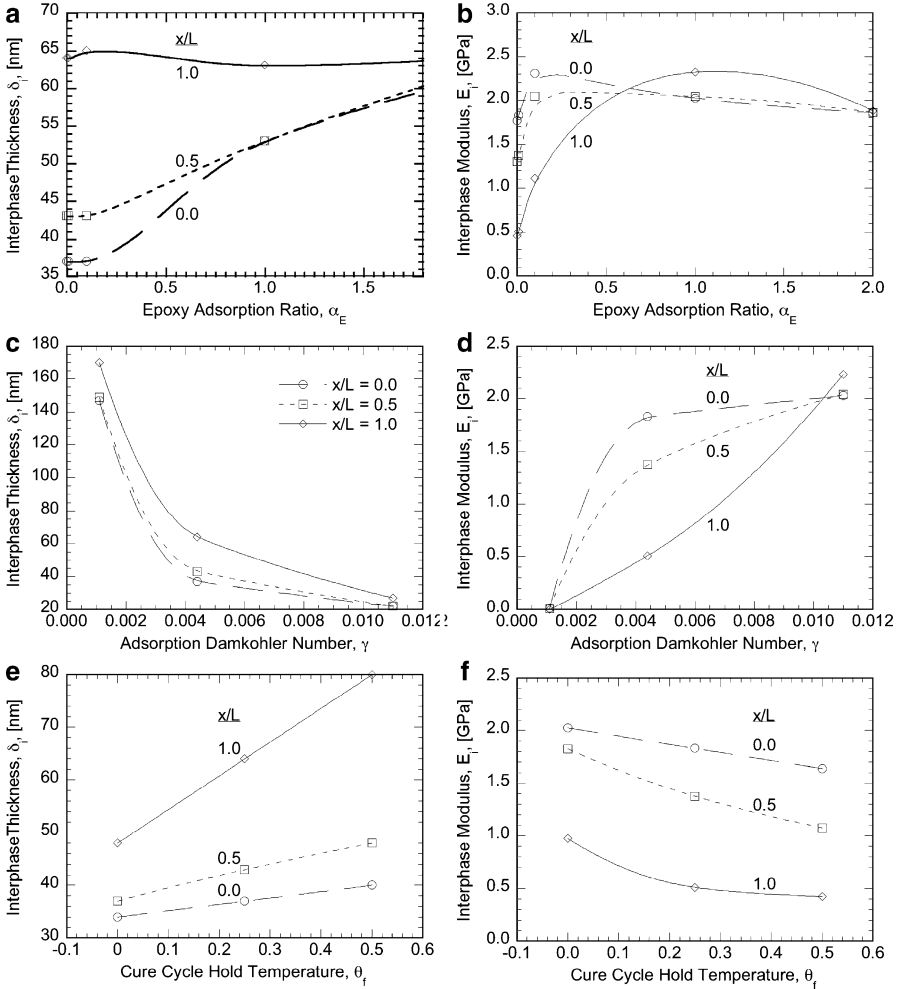 a
70
65
60
55
50
45
40
35
0.0 0.5 1.0 1.5
Interphase Thickness, δi, [nm]
Epoxy Adsorption Ratio, αE
x/L
1.0
0.5
0.0
b
3.0
2.5
2.0
1.5
1.0
0.5
0.0
0.0 0.5 1.0 1.5 2.0
Interphase Modulus, Ei, [GPa]
Epoxy Adsorption Ratio, αE
x/L
0.0
0.5
1.0
c
180
160
140
120
100
80
60
40
20
0.000 0.002 0.004 0.006 0.008 0.010 0.012
Interphase Thickness, δi, [nm]
Adsorption Damkohler Number, γ
x/L = 0.0
x/L = 0.5
x/L = 1.0
d
2.5
2.0
1.5
1.0
0.5
0.0
0.000 0.002 0.004 0.006 0.008 0.010 0.012
Interphase Modulus, Ei, [GPa]
Adsorption Damkohler Number, γ
x/L
0.0
0.5
1.0
e
80
70
60
50
40
30
-0.1 0 0.1 0.2 0.3 0.4 0.5 0.6
Interphase Thickness, δi, [nm]
Cure Cycle Hold Temperature, θf
x/L
1.0
0.5
0.0
f
2.5
2.0
1.5
1.0
0.5
0.0
-0.1 0.0 0.1 0.2 0.3 0.4 0.5 0.6
Interphase Modulus, Ei, [GPa]
Cure Cycle Hold Temperature, θf
x/L
0.0
0.5
1.0